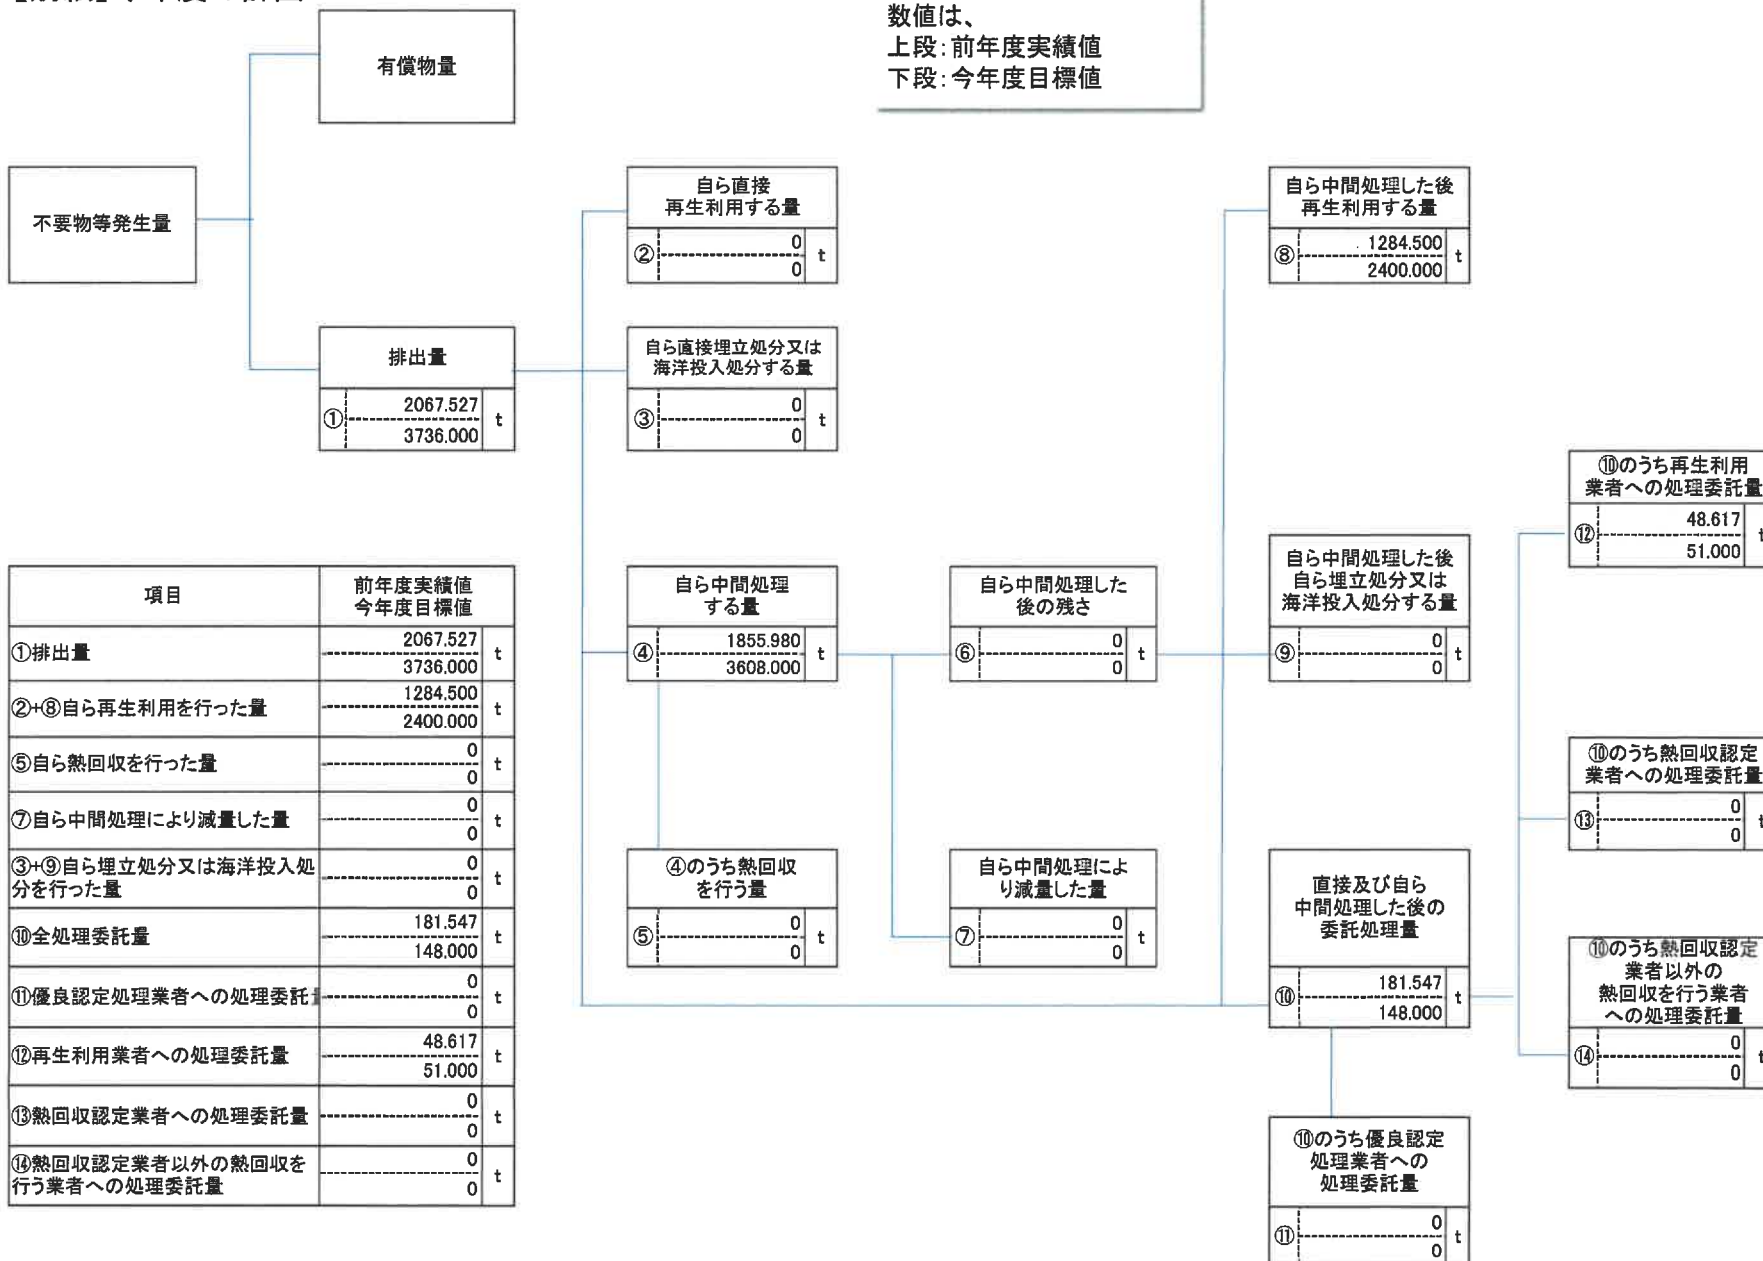 数値は、
上段:前年度実績値
下段:今年度目標値
有償物量
不要物等発生量
排出量
① 2067.527 t
3736.000
自ら直接
再生利用する量
② 0 t
0
自ら直接埋立処分又は
海洋投入処分する量
③ 0 t
0
自ら中間処理
する量
④ 1855.980 t
3608.000
④のうち熱回収
を行う量
⑤ 0 t
0
自ら中間処理した
後の残さ
⑥ 0 t
0
自ら中間処理によ
り減量した量
⑦ 0 t
0
自ら中間処理した後
再生利用する量
⑧ 1284.500 t
2400.000
自ら中間処理した後
自ら埋立処分又は
海洋投入処分する量
⑨ 0 t
0
直接及び自ら
中間処理した後の
委託処理量
⑩ 181.547 t
148.000
⑩のうち優良認定
処理業者への
処理委託量
⑪ 0 t
0
⑩のうち再生利用
業者への処理委託量
⑫ 48.617 t
51.000
⑩のうち熱回収認定
業者への処理委託量
⑬ 0 t
0
⑩のうち熱回収認定
業者以外の
熱回収を行う業者
への処理委託量
⑭ 0 t
0
項目 前年度実績値
今年度目標値
①排出量 2067.527 t
3736.000
②+⑧自ら再生利用を行った量 1284.500 t
2400.000
⑤自ら熱回収を行った量 0 t
0
⑦自ら中間処理により減量した量 0 t
0
③+⑨自ら埋立処分又は海洋投入処
分を行った量 0 t
0
⑩全処理委託量 181.547 t
148.000
⑪優良認定処理業者への処理委託 0 t
0
⑫再生利用業者への処理委託量 48.617 t
51.000
⑬熱回収認定業者への処理委託量 0 t
0
⑭熱回収認定業者以外の熱回収を
行う業者への処理委託量 0 t
0